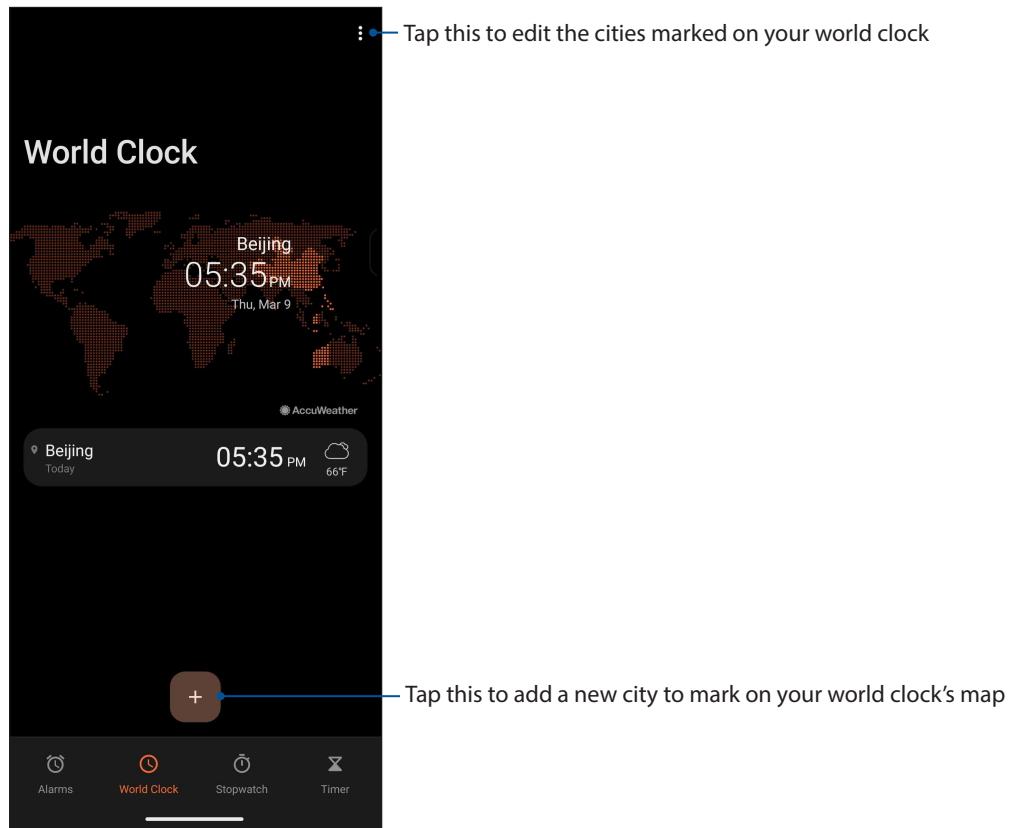 Tap this to edit the cities marked on your world clock
World Clock
Beijing
05:35 PM
Thu, Mar 9
AccuWeather
Beijing
Today
05:35 PM
66°F
+
Tap this to add a new city to mark on your world clock’s map
Alarms
World Clock
Stopwatch
Timer